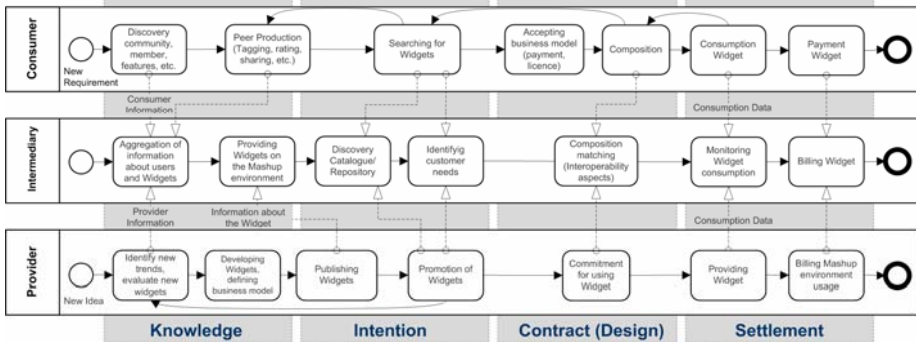 Consumer
New
Requirement
Discovery
community,
member,
features, etc.
Peer Production
(Tagging, rating,
sharing, etc.)
Searching for
Widgets
Accepting
business model
(payment,
licence)
Composition
Consumption
Widget
Payment
Widget
Consumer
Information
Consumption Data
Intermediary
Aggregation of
information
about users
and Widgets
Providing
Widgets on
the Mashup
environment
Discovery
Catalogue/
Repository
Identifyig
customer
needs
Composition
matching
(Interoperability
aspects)
Monitoring
Widget
consumption
Billing Widget
Provider
Information
Information about
the Widget
Consumption Data
Provider
New Idea
Identify new
trends,
evaluate new
widgets
Developing
Widgets,
defining
business model
Publishing
Widgets
Promotion of
Widgets
Commitment
for using
Widget
Providing
Widget
Billing Mashup
environment
usage
Knowledge
Intention
Contract (Design)
Settlement